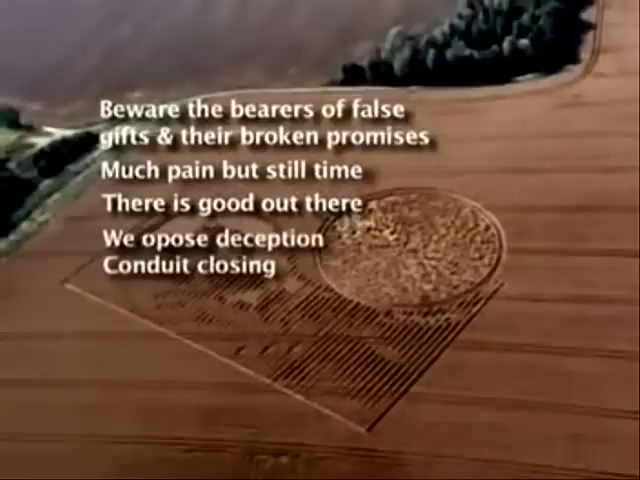 Beware the bearers of false
gifts & their broken promises
Much pain but still time
There is good out there
We opose deception
Conduit closing